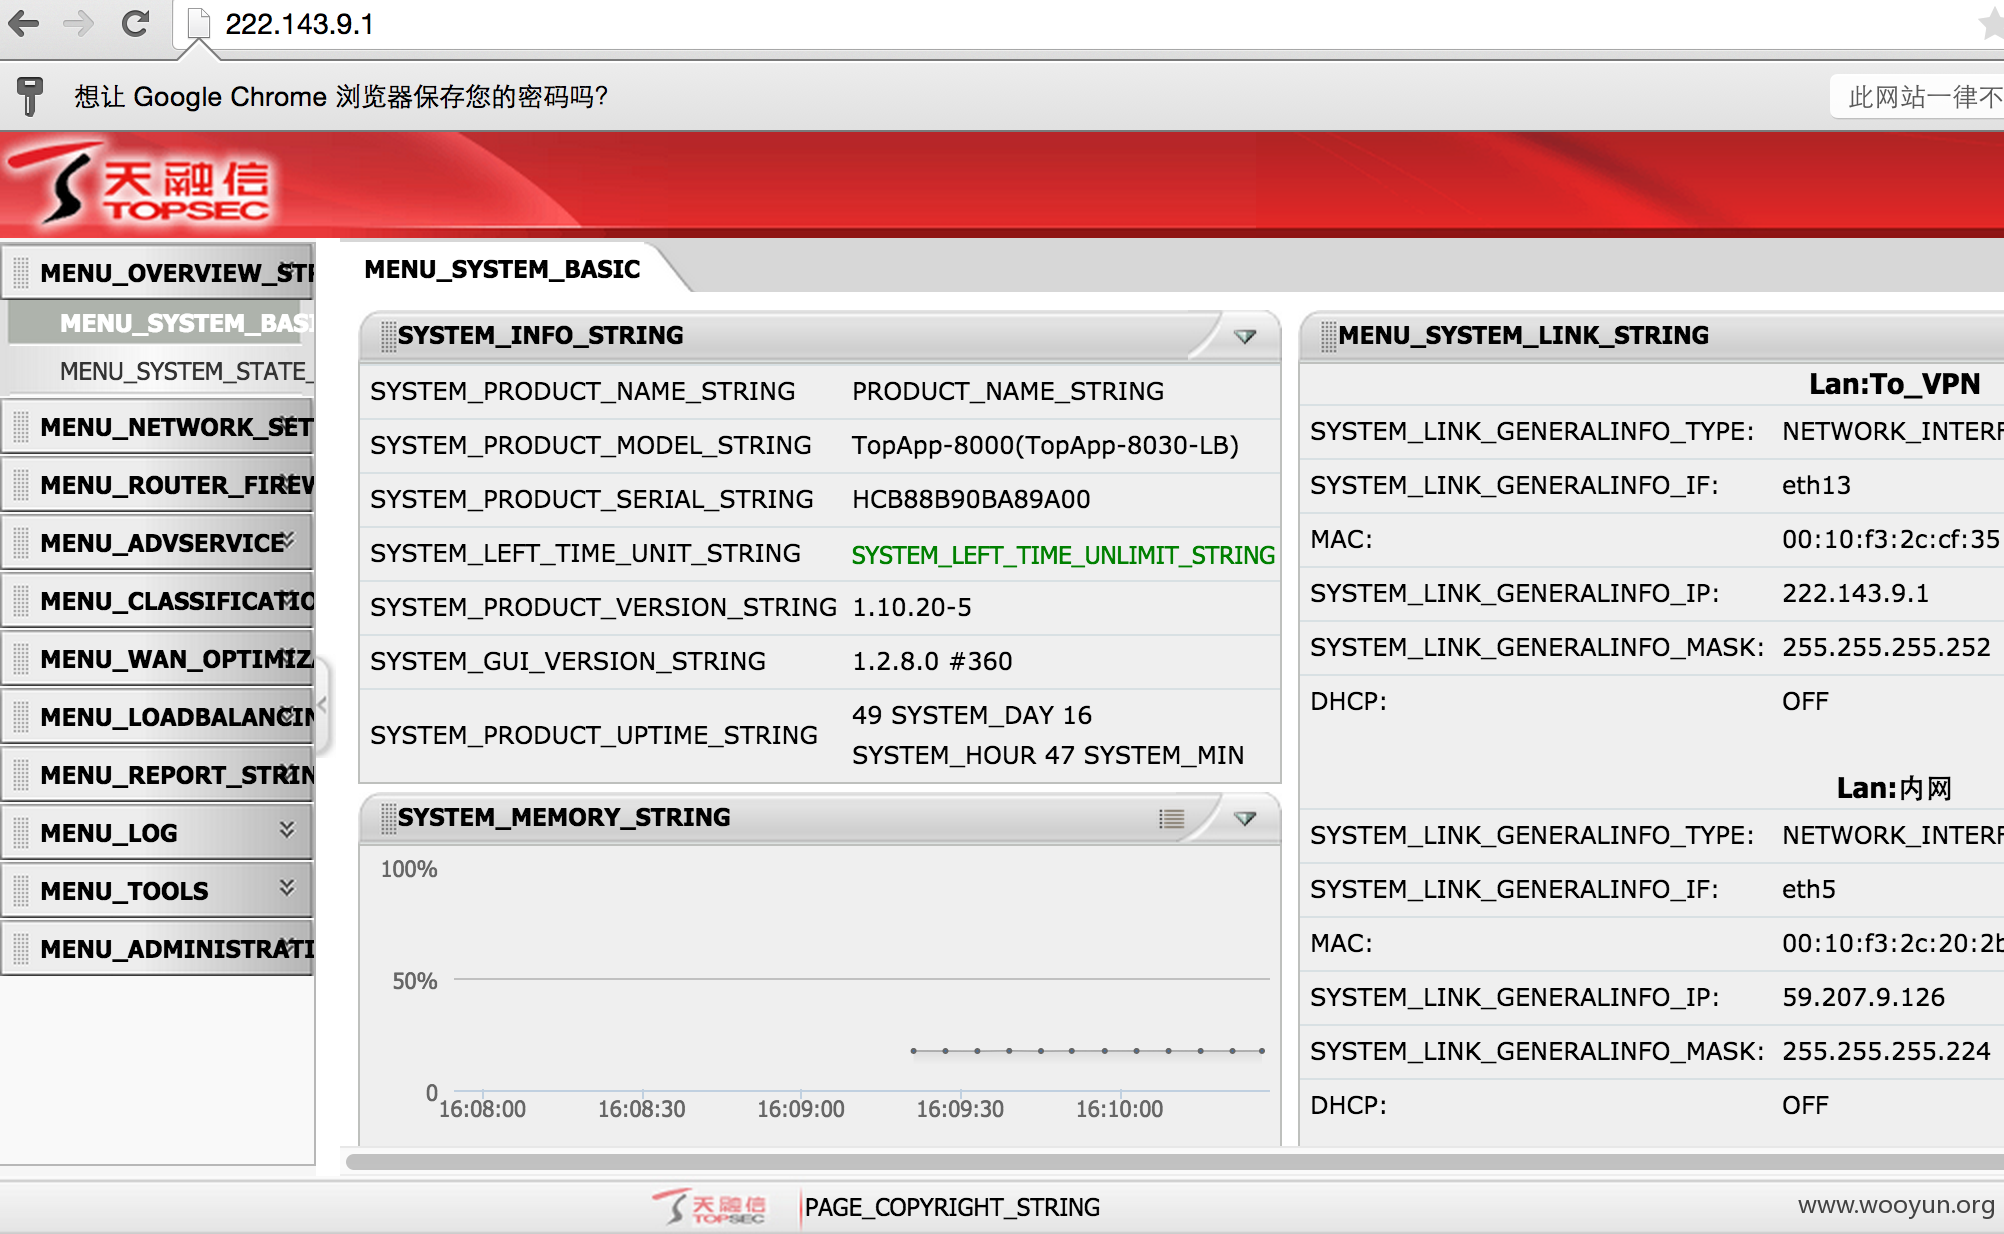 222.143.9.1
想让 Google Chrome 浏览器保存您的密码吗?
此网站一律不
天融信
TOPSEC
MENU_OVERVIEW_STR
MENU_SYSTEM_BASI
MENU_SYSTEM_STATE_
MENU_NETWORK_SET
MENU_ROUTER_FIREW
MENU_ADVSERVICE
MENU_CLASSIFICATIO
MENU_WAN_OPTIMIZA
MENU_LOADBALANCIN
MENU_REPORT_STRIN
MENU_LOG
MENU_TOOLS
MENU_ADMINISTRATI
MENU_SYSTEM_BASIC
SYSTEM_INFO_STRING
SYSTEM_PRODUCT_NAME_STRING PRODUCT_NAME_STRING
SYSTEM_PRODUCT_MODEL_STRING TopApp-8000(TopApp-8030-LB)
SYSTEM_PRODUCT_SERIAL_STRING HCB88B90BA89A00
SYSTEM_LEFT_TIME_UNIT_STRING SYSTEM_LEFT_TIME_UNLIMIT_STRING
SYSTEM_PRODUCT_VERSION_STRING 1.10.20-5
SYSTEM_GUI_VERSION_STRING 1.2.8.0 #360
SYSTEM_PRODUCT_UPTIME_STRING 49 SYSTEM_DAY 16
SYSTEM_HOUR 47 SYSTEM_MIN
SYSTEM_MEMORY_STRING
100%
50%
0
16:08:00 16:08:30 16:09:00 16:09:30 16:10:00
MENU_SYSTEM_LINK_STRING
Lan:To_VPN
SYSTEM_LINK_GENERALINFO_TYPE: NETWORK_INTERF
SYSTEM_LINK_GENERALINFO_IF: eth13
MAC: 00:10:f3:2c:cf:35
SYSTEM_LINK_GENERALINFO_IP: 222.143.9.1
SYSTEM_LINK_GENERALINFO_MASK: 255.255.255.252
DHCP: OFF
Lan:内网
SYSTEM_LINK_GENERALINFO_TYPE: NETWORK_INTERF
SYSTEM_LINK_GENERALINFO_IF: eth5
MAC: 00:10:f3:2c:20:2b
SYSTEM_LINK_GENERALINFO_IP: 59.207.9.126
SYSTEM_LINK_GENERALINFO_MASK: 255.255.255.224
DHCP: OFF
天融信
TOPSEC
PAGE_COPYRIGHT_STRING
www.wooyun.org